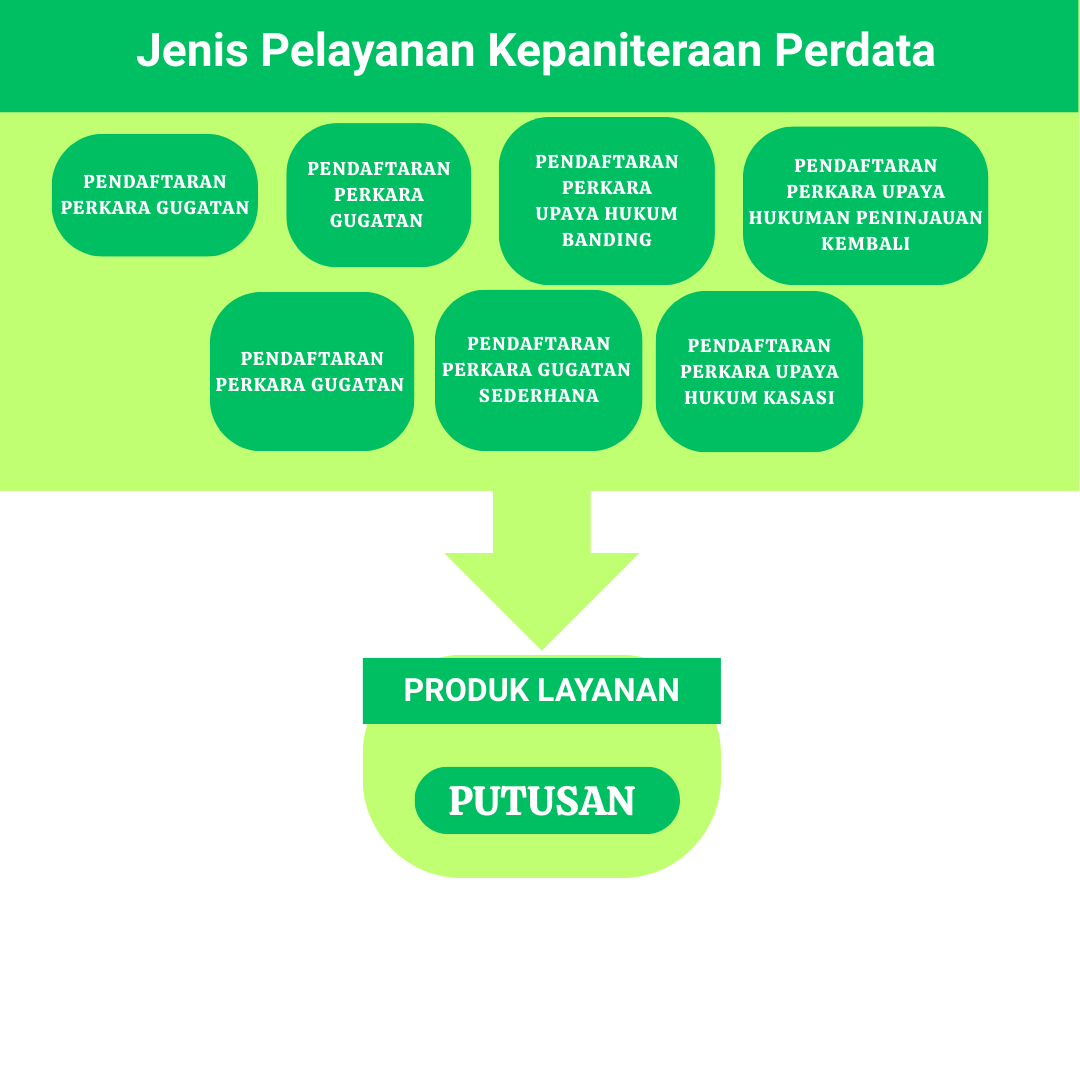 Jenis Pelayanan Kepaniteraan Perdata
PENDAFTARAN
PERKARA GUGATAN
PENDAFTARAN
PERKARA
GUGATAN
PENDAFTARAN
PERKARA
UPAYA HUKUM
BANDING
PENDAFTARAN
PERKARA UPAYA
HUKUMAN PENINJAUAN
KEMBALI
PENDAFTARAN
PERKARA GUGATAN
PENDAFTARAN
PERKARA GUGATAN
SEDERHANA
PENDAFTARAN
PERKARA UPAYA
HUKUM KASASI
PRODUK LAYANAN
PUTUSAN